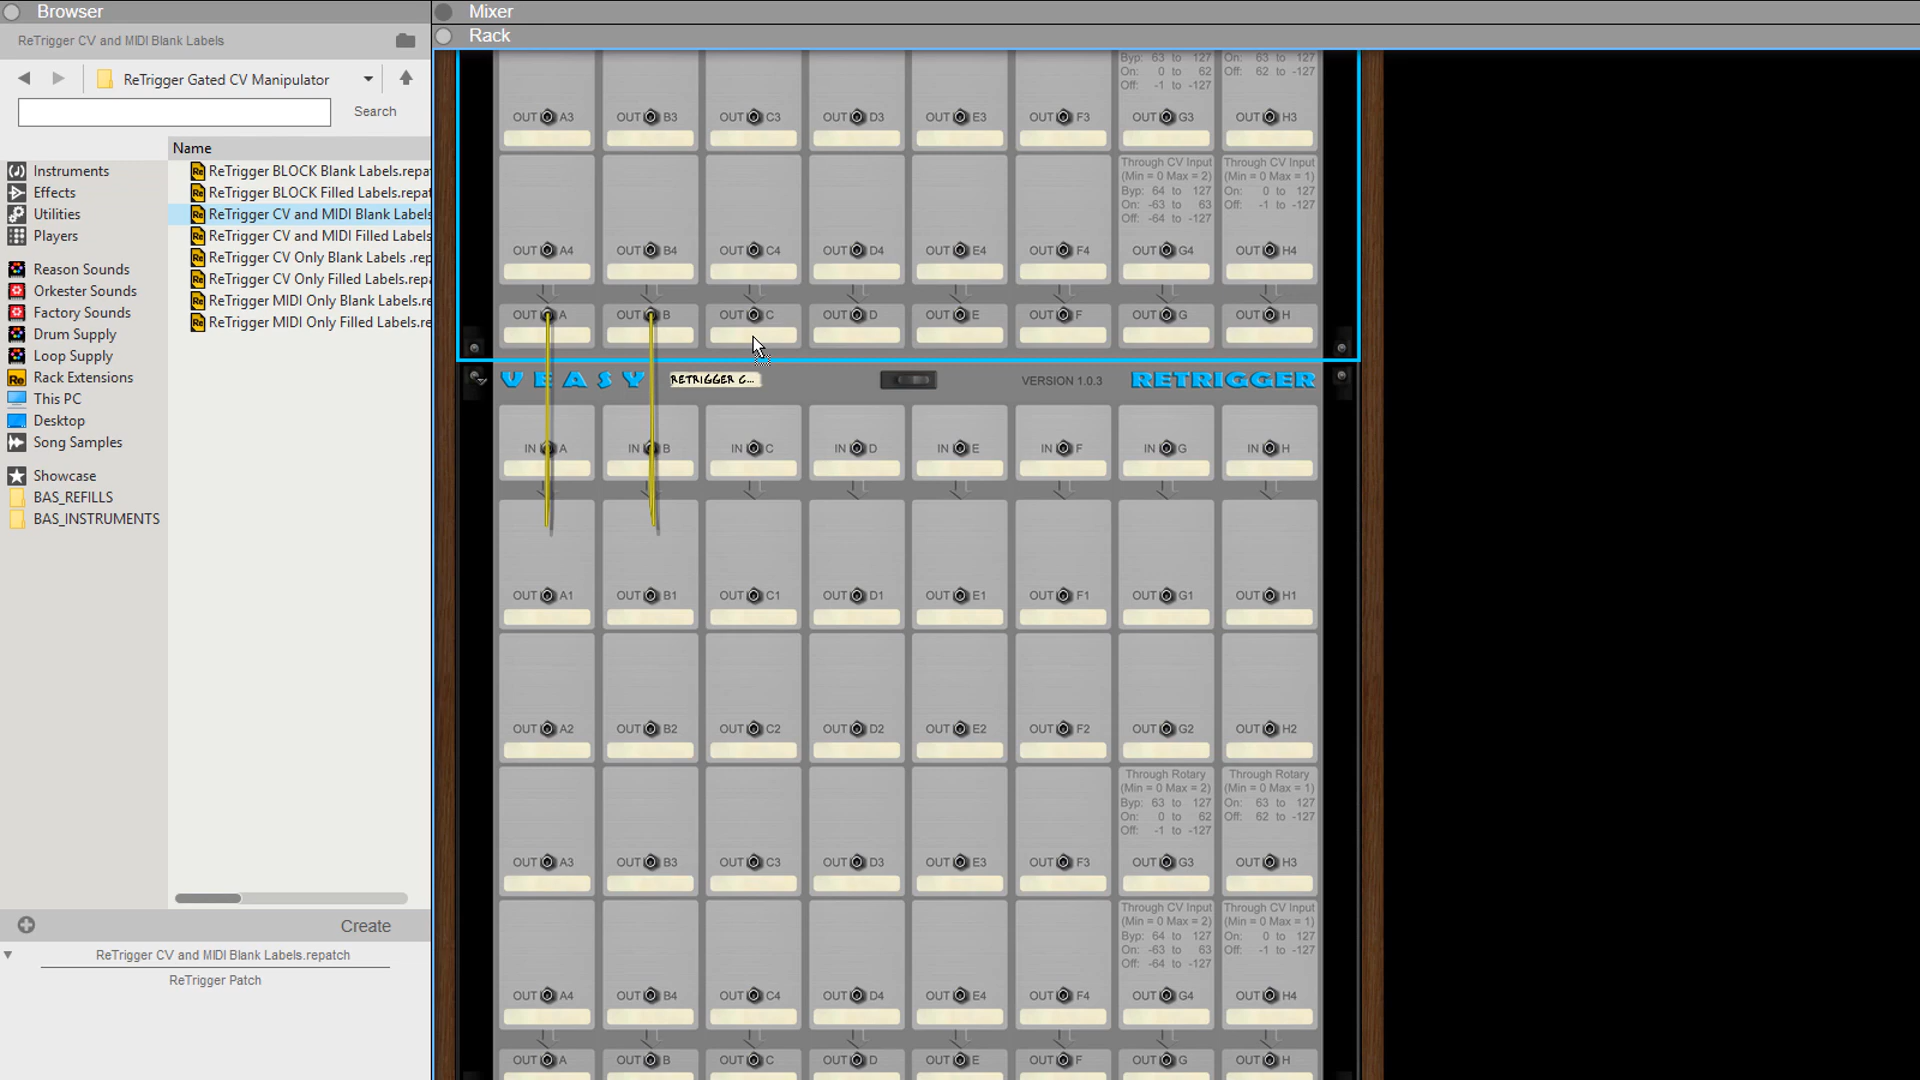 Browser
Mixer
Rack
ReTrigger CV and MIDI Blank Labels
ReTrigger Gated CV Manipulator
Search
Name
Instruments
Effects
Utilities
Players
Reason Sounds
Orkester Sounds
Factory Sounds
Drum Supply
Loop Supply
Rack Extensions
This PC
Desktop
Song Samples
Showcase
BAS_REFILLS
BAS_INSTRUMENTS
ReTrigger BLOCK Blank Labels.repa
ReTrigger BLOCK Filled Labels.repat
ReTrigger CV and MIDI Blank Labels
ReTrigger CV and MIDI Filled Labels
ReTrigger CV Only Blank Labels .rep
ReTrigger CV Only Filled Labels.repa
ReTrigger MIDI Only Blank Labels.re
ReTrigger MIDI Only Filled Labels.re
Create
ReTrigger CV and MIDI Blank Labels.repatch
ReTrigger Patch
Byp: 63 to 127 On: 63 to 127
On: 0 to 62 Off: 62 to -127
Off: -1 to -127
OUT A3 OUT B3 OUT C3 OUT D3 OUT E3 OUT F3 OUT G3 OUT H3
Through CV Input Through CV Input
(Min = 0 Max = 2) (Min = 0 Max = 1)
Byp: 64 to 127 On: 0 to 127
On: -63 to 63 Off: -1 to -127
Off: -64 to -127
OUT A4 OUT B4 OUT C4 OUT D4 OUT E4 OUT F4 OUT G4 OUT H4
OUT A OUT B OUT C OUT D OUT E OUT F OUT G OUT H
VEASY RETRIGGER C... VERSION 1.0.3 RETRIGGER
IN A IN B IN C IN D IN E IN F IN G IN H
OUT A1 OUT B1 OUT C1 OUT D1 OUT E1 OUT F1 OUT G1 OUT H1
OUT A2 OUT B2 OUT C2 OUT D2 OUT E2 OUT F2 OUT G2 OUT H2
Through Rotary Through Rotary
(Min = 0 Max = 2) (Min = 0 Max = 1)
Byp: 63 to 127 On: 63 to 127
On: 0 to 62 Off: 62 to -127
Off: -1 to -127
OUT A3 OUT B3 OUT C3 OUT D3 OUT E3 OUT F3 OUT G3 OUT H3
Through CV Input Through CV Input
(Min = 0 Max = 2) (Min = 0 Max = 1)
Byp: 64 to 127 On: 0 to 127
On: -63 to 63 Off: -1 to -127
Off: -64 to -127
OUT A4 OUT B4 OUT C4 OUT D4 OUT E4 OUT F4 OUT G4 OUT H4
OUT A OUT B OUT C OUT D OUT E OUT F OUT G OUT H